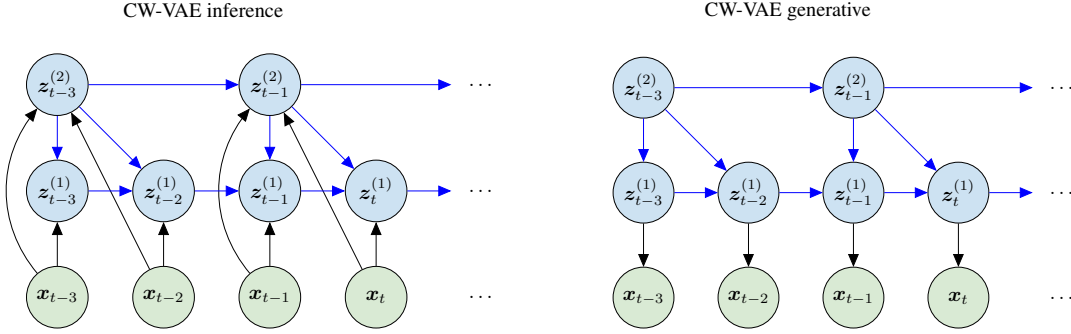 CW-VAE inference CW-VAE generative
z_{t−3}^{(2)} z_{t−1}^{(2)} ⋯ z_{t−3}^{(2)} z_{t−1}^{(2)} ⋯
z_{t−3}^{(1)} z_{t−2}^{(1)} z_{t−1}^{(1)} z_t^{(1)} ⋯ z_{t−3}^{(1)} z_{t−2}^{(1)} z_{t−1}^{(1)} z_t^{(1)} ⋯
x_{t−3} x_{t−2} x_{t−1} x_t ⋯ x_{t−3} x_{t−2} x_{t−1} x_t ⋯